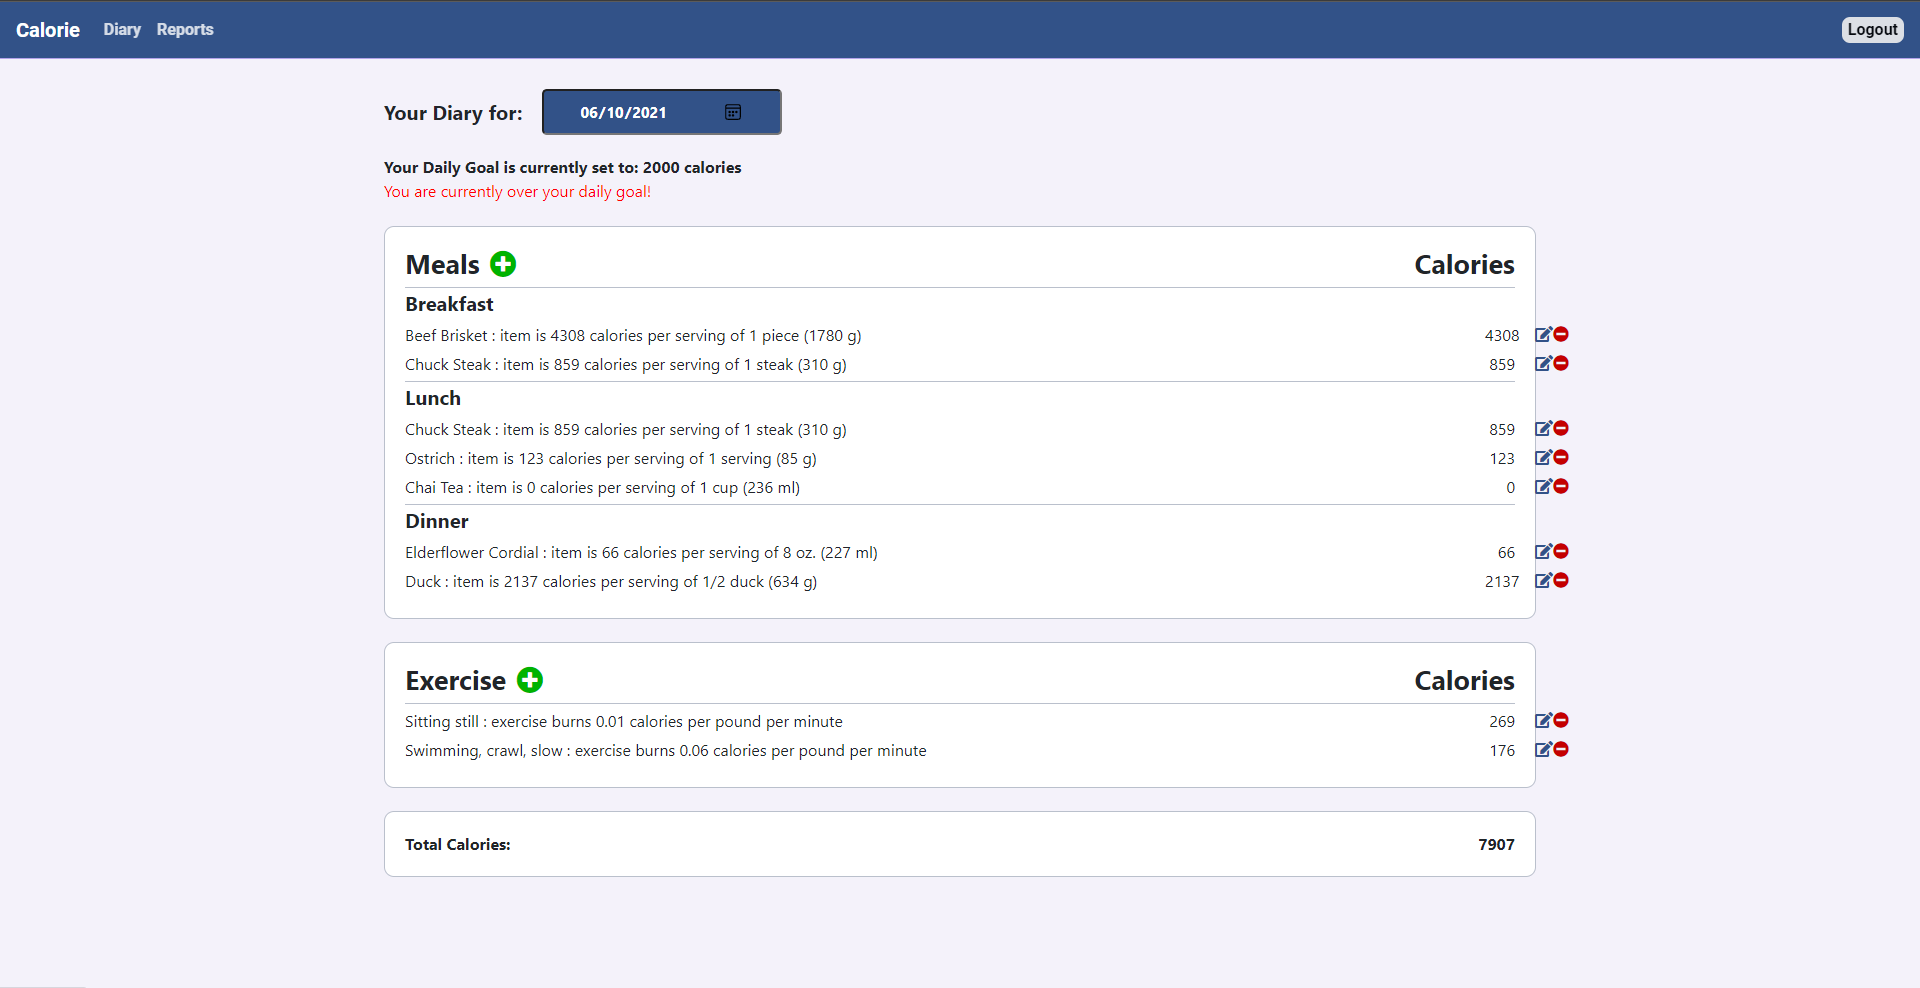 Calorie Diary Reports Logout
Your Diary for: 06/10/2021
Your Daily Goal is currently set to: 2000 calories
You are currently over your daily goal!
Meals Calories
Breakfast
Beef Brisket : item is 4308 calories per serving of 1 piece (1780 g) 4308
Chuck Steak : item is 859 calories per serving of 1 steak (310 g) 859
Lunch
Chuck Steak : item is 859 calories per serving of 1 steak (310 g) 859
Ostrich : item is 123 calories per serving of 1 serving (85 g) 123
Chai Tea : item is 0 calories per serving of 1 cup (236 ml) 0
Dinner
Elderflower Cordial : item is 66 calories per serving of 8 oz. (227 ml) 66
Duck : item is 2137 calories per serving of 1/2 duck (634 g) 2137
Exercise Calories
Sitting still : exercise burns 0.01 calories per pound per minute 269
Swimming, crawl, slow : exercise burns 0.06 calories per pound per minute 176
Total Calories: 7907